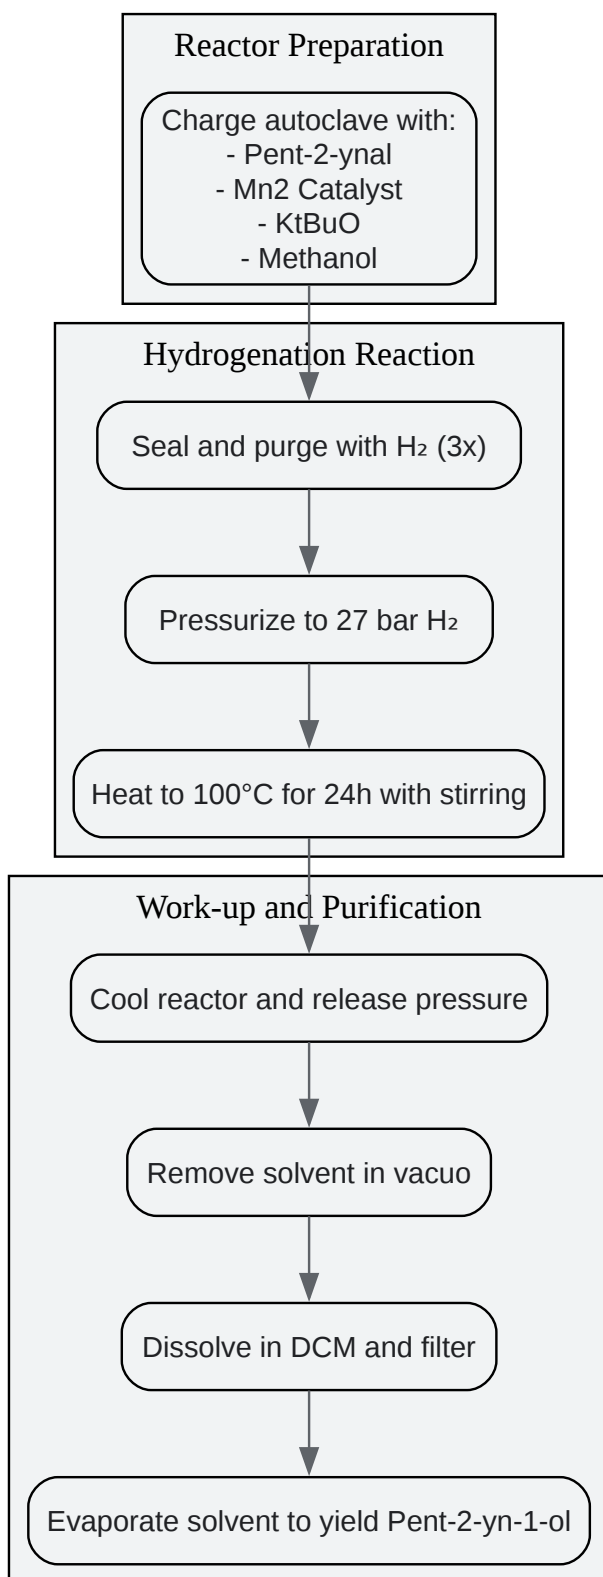 Reactor Preparation
Charge autoclave with:
- Pent-2-ynal
- Mn2 Catalyst
- KtBuO
- Methanol
Hydrogenation Reaction
Seal and purge with H₂ (3x)
Pressurize to 27 bar H₂
Heat to 100°C for 24h with stirring
Work-up and Purification
Cool reactor and release pressure
Remove solvent in vacuo
Dissolve in DCM and filter
Evaporate solvent to yield Pent-2-yn-1-ol